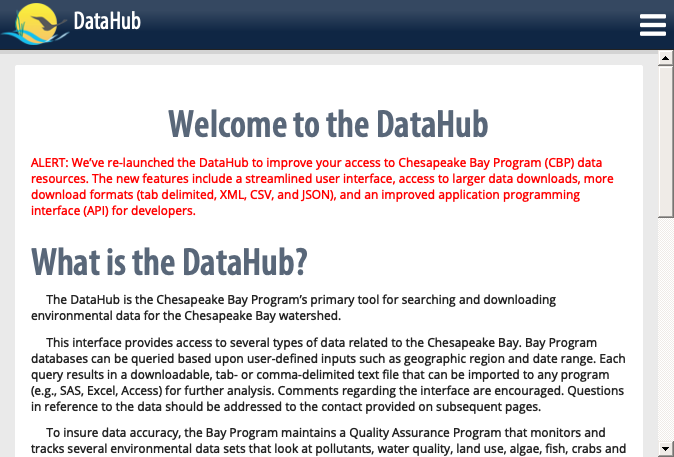 DataHub
Welcome to the DataHub
ALERT: We've re-launched the DataHub to improve your access to Chesapeake Bay Program (CBP) data
resources. The new features include a streamlined user interface, access to larger data downloads, more
download formats (tab delimited, XML, CSV, and JSON), and an improved application programming
interface (API) for developers.
What is the DataHub?
The DataHub is the Chesapeake Bay Program's primary tool for searching and downloading
environmental data for the Chesapeake Bay watershed.
This interface provides access to several types of data related to the Chesapeake Bay. Bay Program
databases can be queried based upon user-defined inputs such as geographic region and date range. Each
query results in a downloadable, tab- or comma-delimited text file that can be imported to any program
(e.g., SAS, Excel, Access) for further analysis. Comments regarding the interface are encouraged. Questions
in reference to the data should be addressed to the contact provided on subsequent pages.
To insure data accuracy, the Bay Program maintains a Quality Assurance Program that monitors and
tracks several environmental data sets that look at pollutants, water quality, land use, algae, fish, crabs and